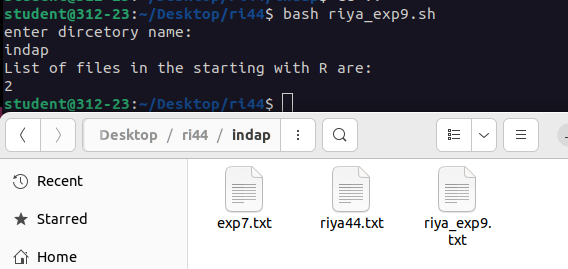 student@312-23:~/Desktop/ri44$ bash riya_exp9.sh
enter dircetory name:
indap
List of files in the starting with R are:
2
student@312-23:~/Desktop/ri44$
Desktop / ri44 / indap
Recent
Starred
Home
exp7.txt
riya44.txt
riya_exp9.
txt